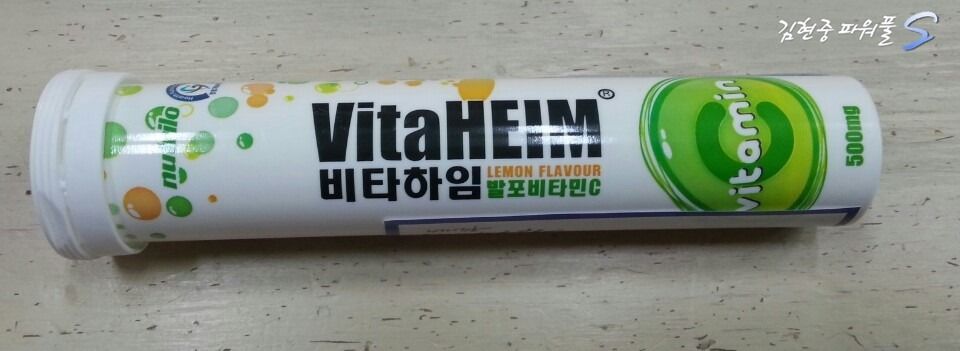 김현중 파워풀 S
nutrilo
VitaHEIM®
비타하임
LEMON FLAVOUR
발포비타민C
vitamin
C
500mg